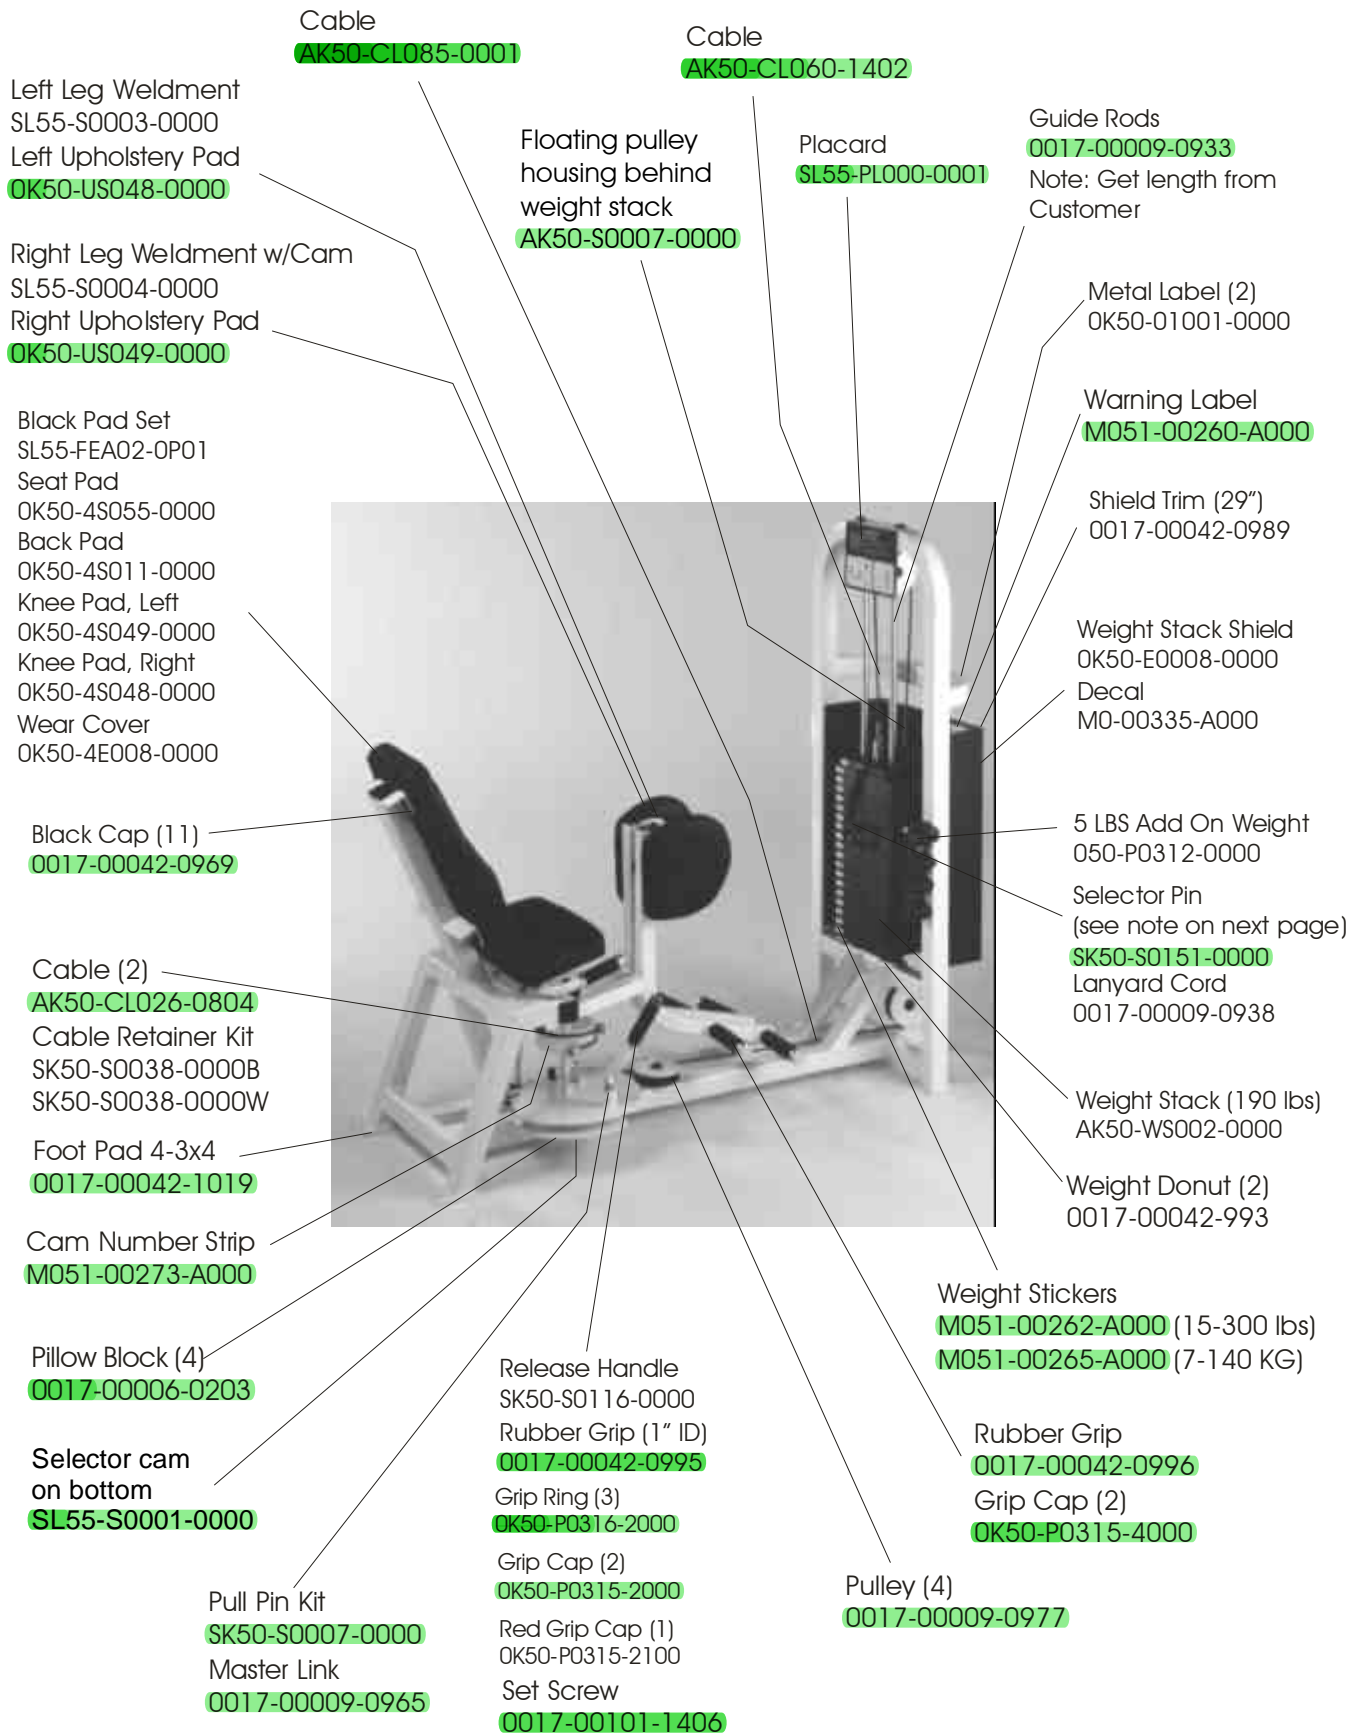 Cable
AK50-CL085-0001
Cable
AK50-CL060-1402
Left Leg Weldment
SL55-S0003-0000
Left Upholstery Pad
0K50-US048-0000
Floating pulley
housing behind
weight stack
AK50-S0007-0000
Placard
SL55-PL000-0001
Guide Rods
0017-00009-0933
Note: Get length from
Customer
Right Leg Weldment w/Cam
SL55-S0004-0000
Right Upholstery Pad
0K50-US049-0000
Metal Label (2)
0K50-01001-0000
Warning Label
M051-00260-A000
Shield Trim (29")
0017-00042-0989
Black Pad Set
SL55-FEA02-0P01
Seat Pad
0K50-4S055-0000
Back Pad
0K50-4S011-0000
Knee Pad, Left
0K50-4S049-0000
Knee Pad, Right
0K50-4S048-0000
Wear Cover
0K50-4E008-0000
Weight Stack Shield
0K50-E0008-0000
Decal
M0-00335-A000
Black Cap (11)
0017-00042-0969
5 LBS Add On Weight
050-P0312-0000
Selector Pin
(see note on next page)
SK50-S0151-0000
Lanyard Cord
0017-00009-0938
Cable (2)
AK50-CL026-0804
Cable Retainer Kit
SK50-S0038-0000B
SK50-S0038-0000W
Foot Pad 4-3x4
0017-00042-1019
Weight Stack (190 lbs)
AK50-WS002-0000
Weight Donut (2)
0017-00042-993
Cam Number Strip
M051-00273-A000
Weight Stickers
M051-00262-A000 (15-300 lbs)
M051-00265-A000 (7-140 KG)
Pillow Block (4)
0017-00006-0203
Release Handle
SK50-S0116-0000
Rubber Grip (1" ID)
0017-00042-0995
Grip Ring (3)
0K50-P0316-2000
Grip Cap (2)
0K50-P0315-2000
Red Grip Cap (1)
0K50-P0315-2100
Set Screw
0017-00101-1406
Rubber Grip
0017-00042-0996
Grip Cap (2)
0K50-P0315-4000
Selector cam
on bottom
SL55-S0001-0000
Pull Pin Kit
SK50-S0007-0000
Master Link
0017-00009-0965
Pulley (4)
0017-00009-0977